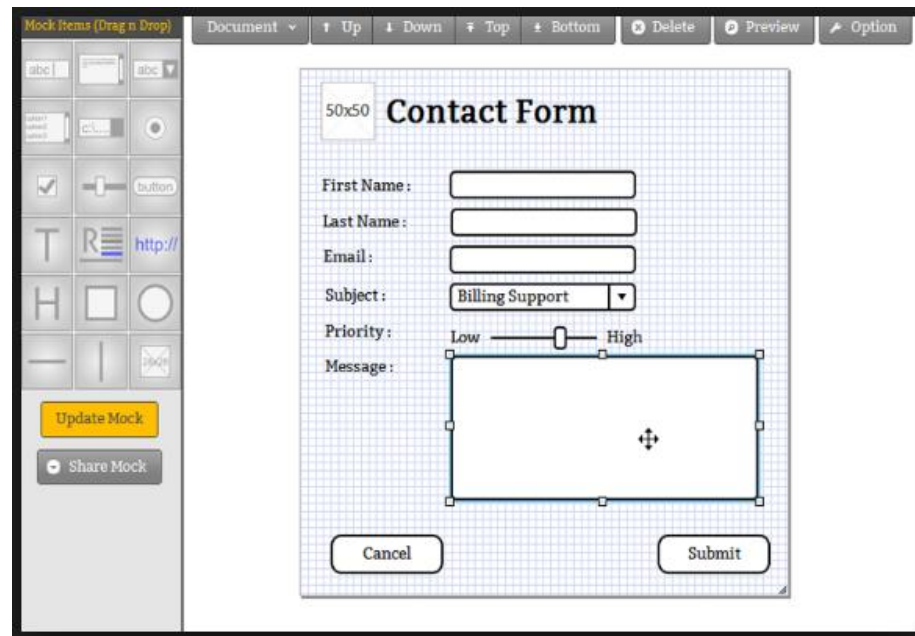 Mock Items (Drag n Drop)
Document Up Down Top Bottom Delete Preview Option
abc abc
c:\...
button
T R http://
H
Update Mock
Share Mock
50x50 Contact Form
First Name :
Last Name :
Email :
Subject : Billing Support
Priority : Low High
Message :
Cancel Submit